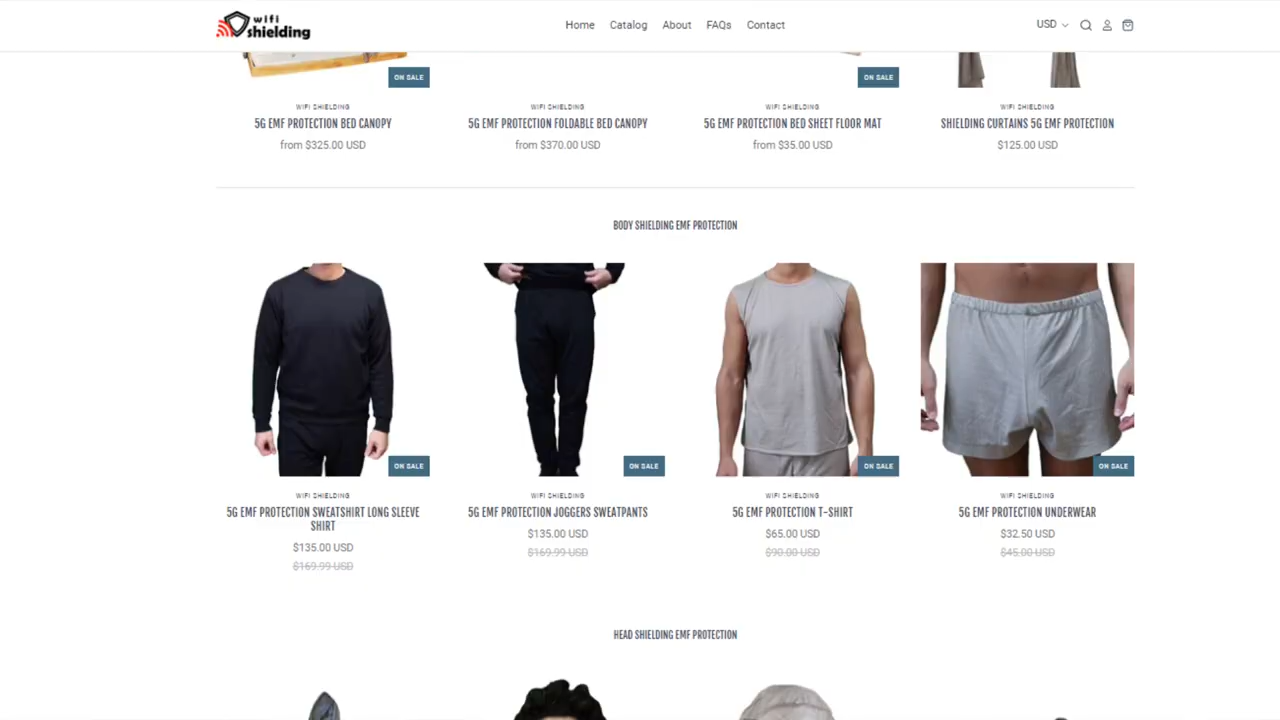 wifi
shielding
Home
Catalog
About
FAQs
Contact
USD
ON SALE
ON SALE
WIFI SHIELDING
5G EMF PROTECTION BED CANOPY
from $325.00 USD
WIFI SHIELDING
5G EMF PROTECTION FOLDABLE BED CANOPY
from $370.00 USD
WIFI SHIELDING
5G EMF PROTECTION BED SHEET FLOOR MAT
from $35.00 USD
WIFI SHIELDING
SHIELDING CURTAINS 5G EMF PROTECTION
$125.00 USD
BODY SHIELDING EMF PROTECTION
ON SALE
WIFI SHIELDING
5G EMF PROTECTION SWEATSHIRT LONG SLEEVE
SHIRT
$135.00 USD
$169.99 USD
ON SALE
WIFI SHIELDING
5G EMF PROTECTION JOGGERS SWEATPANTS
$135.00 USD
$169.99 USD
ON SALE
WIFI SHIELDING
5G EMF PROTECTION T-SHIRT
$65.00 USD
$90.00 USD
ON SALE
WIFI SHIELDING
5G EMF PROTECTION UNDERWEAR
$32.50 USD
$45.00 USD
HEAD SHIELDING EMF PROTECTION